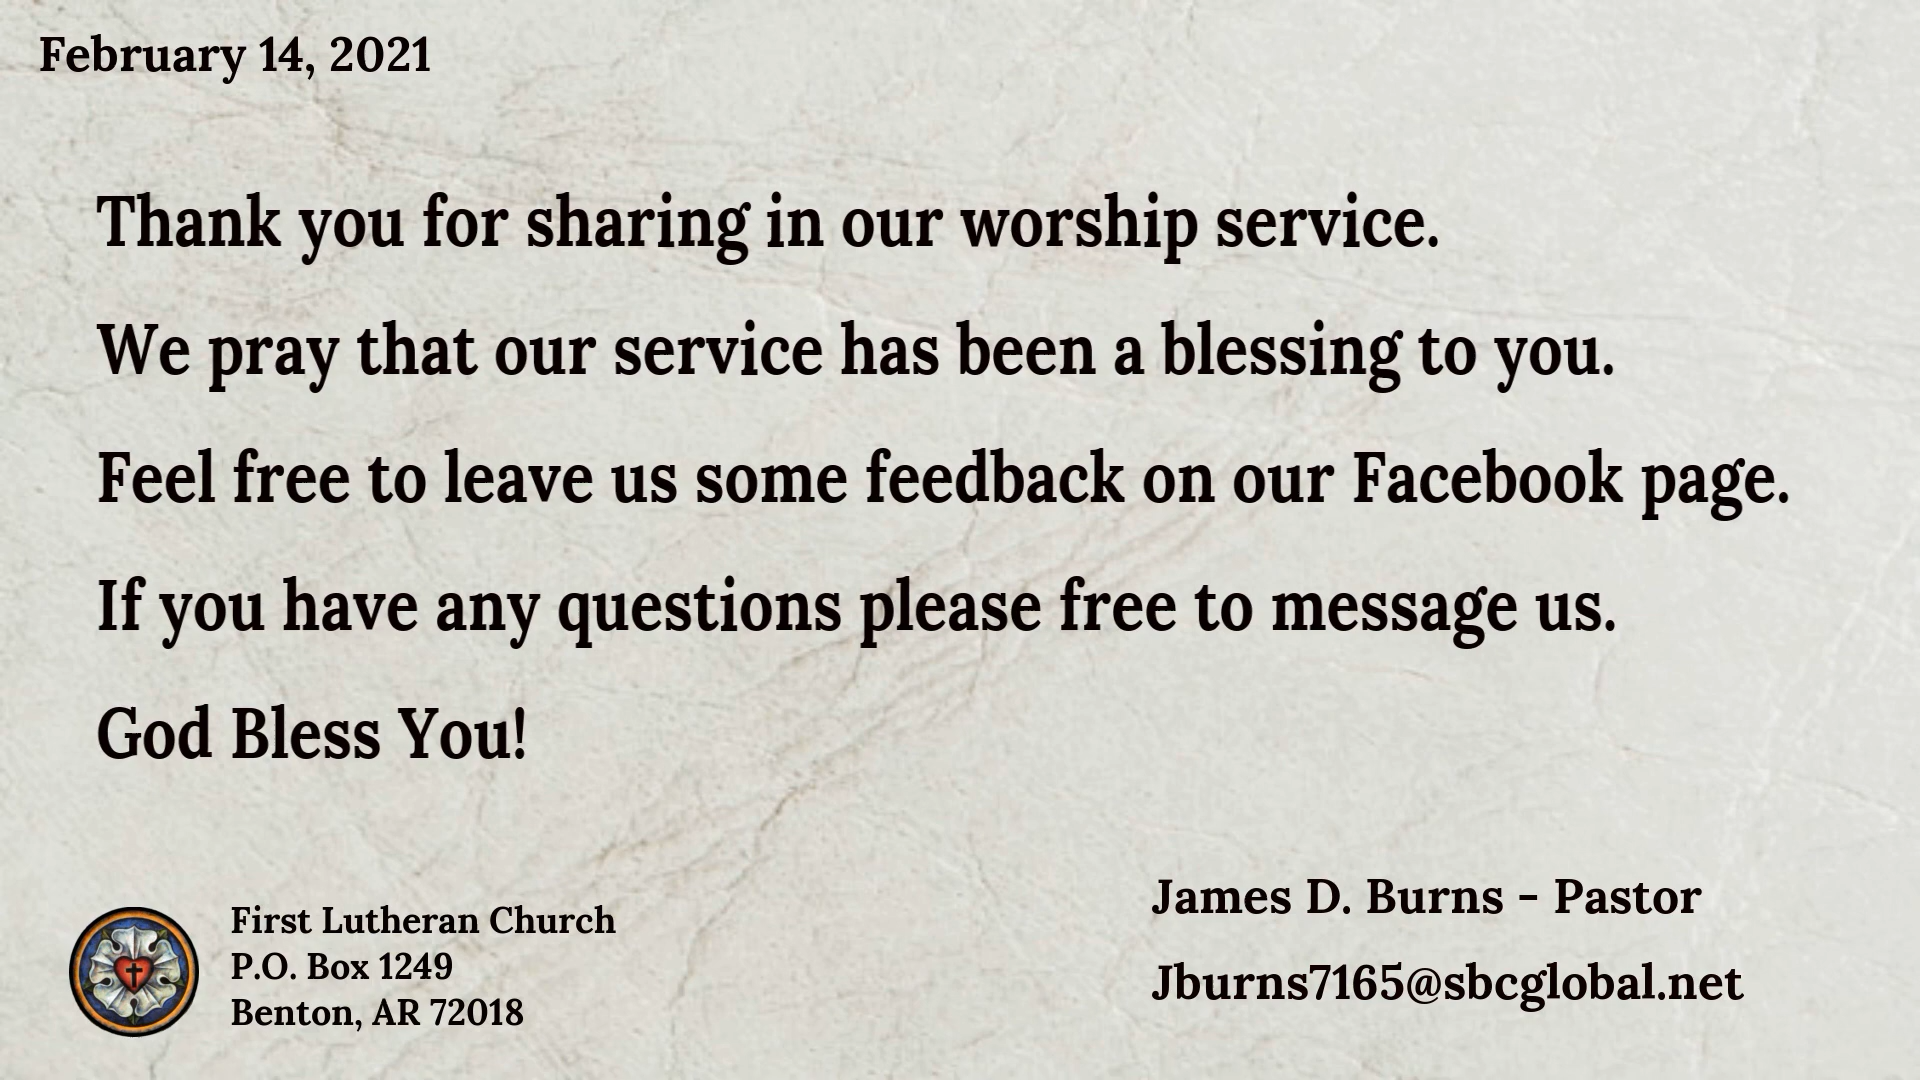 February 14, 2021
Thank you for sharing in our worship service.
We pray that our service has been a blessing to you.
Feel free to leave us some feedback on our Facebook page.
If you have any questions please free to message us.
God Bless You!
First Lutheran Church
P.O. Box 1249
Benton, AR 72018
James D. Burns - Pastor
Jburns7165@sbcglobal.net